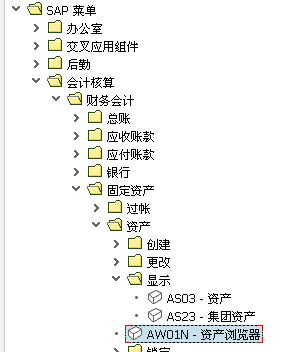 SAP 菜单
办公室
交叉应用组件
后勤
会计核算
财务会计
总账
应收账款
应付账款
银行
固定资产
过帐
资产
创建
更改
显示
AS03 - 资产
AS23 - 集团资产
AW01N - 资产浏览器
锁定